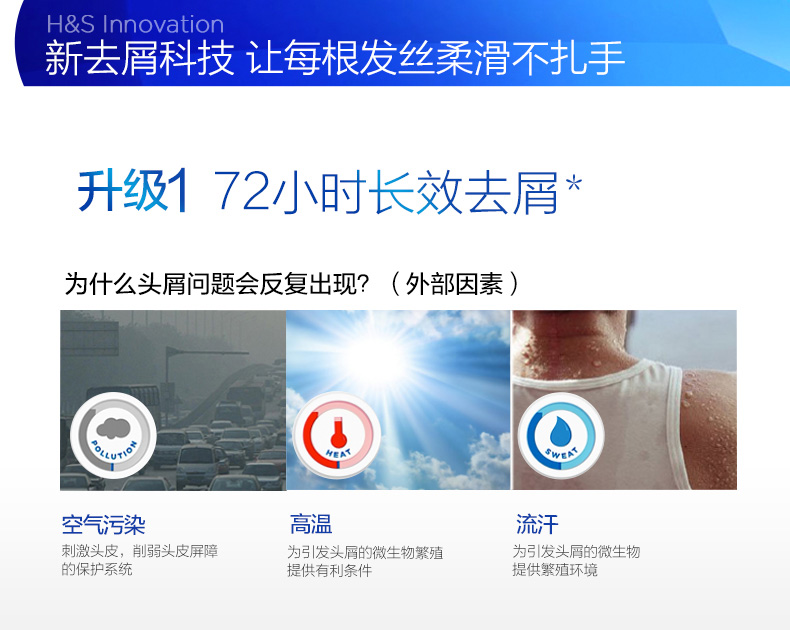 H&S Innovation
新去屑科技 让每根发丝柔滑不扎手
升级1 72小时长效去屑*
为什么头屑问题会反复出现?（外部因素）
POLLUTION
HEAT
SWEAT
空气污染
刺激头皮，削弱头皮屏障
的保护系统
高温
为引发头屑的微生物繁殖
提供有利条件
流汗
为引发头屑的微生物
提供繁殖环境